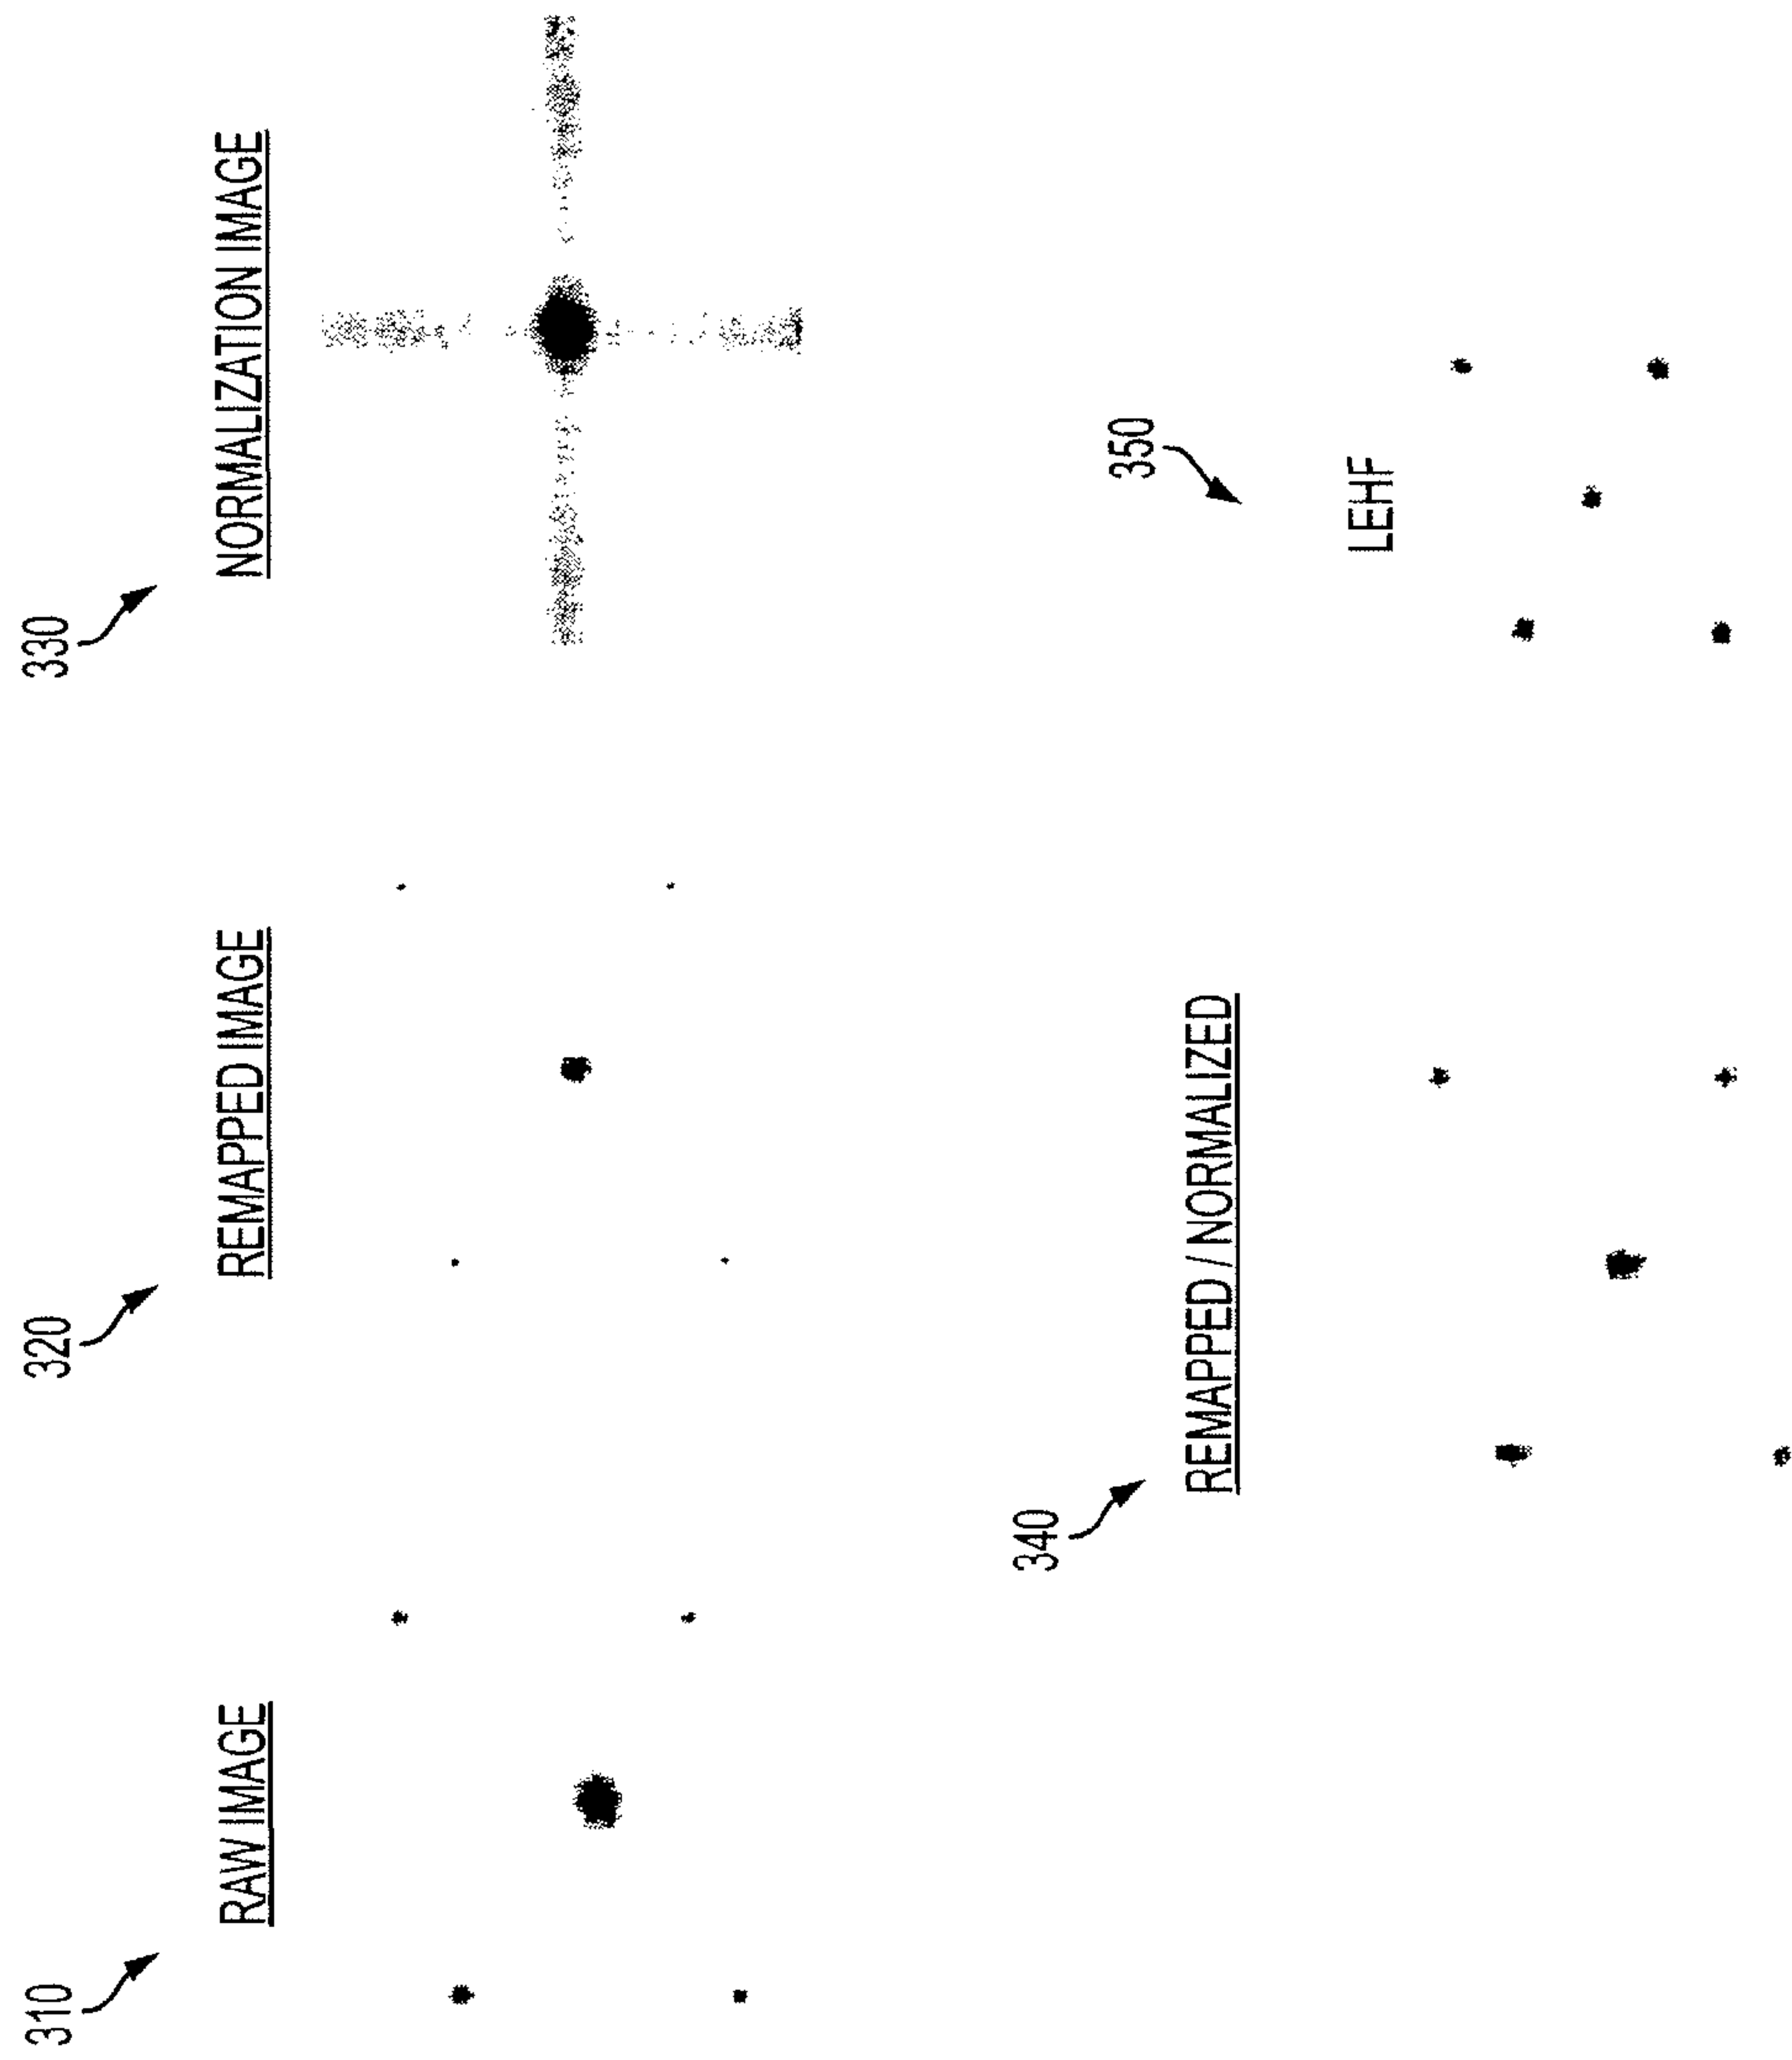 310
RAW IMAGE
320
REMAPPED IMAGE
330
NORMALIZATION IMAGE
340
REMAPPED / NORMALIZED
350
LEHF